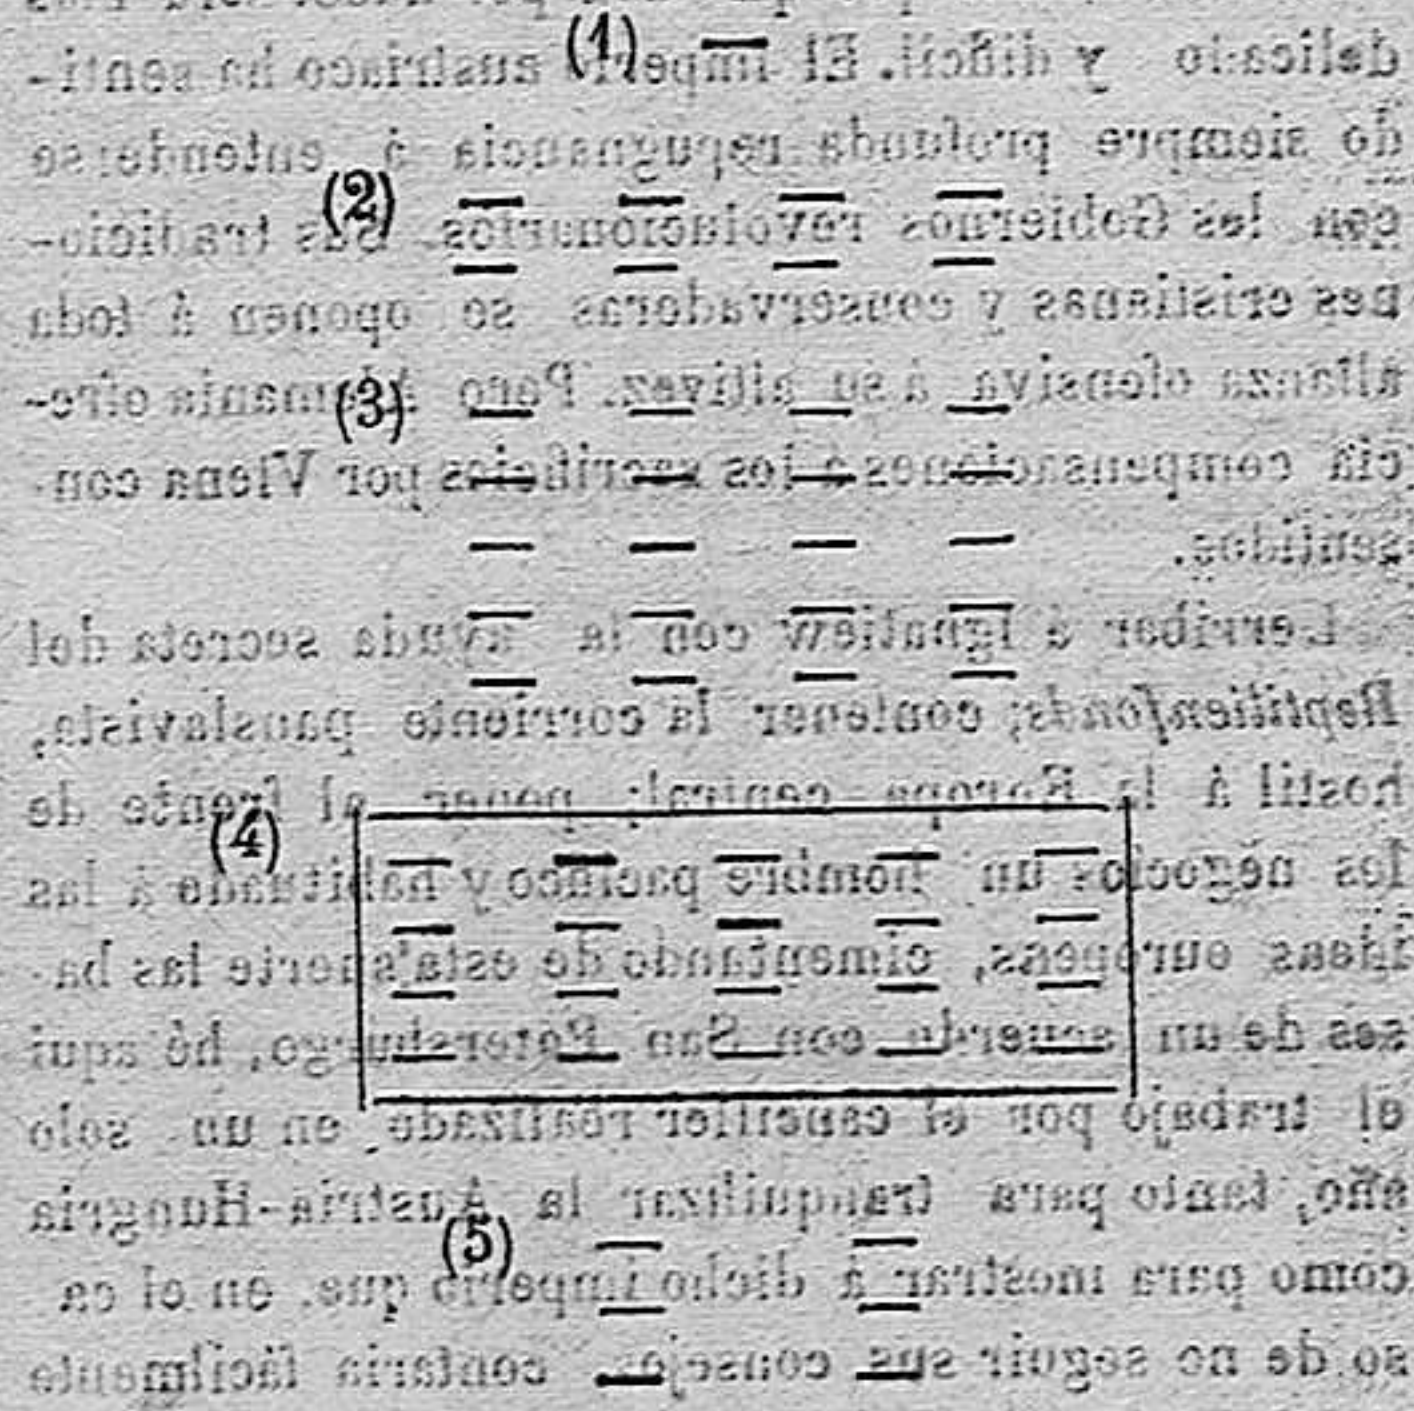 (1)
delicado y difícil. El imperio austriaco ha senti-
do siempre profunda repugnancia á entenderse
(2)
con los Gobiernos revolucionarios. Sus tradicio-
nes cristianas y conservadoras se oponen á toda
alianza ofensiva á su altivez. Pero Alemania ofre-
(3)
cía compensaciones á los sacrificios por Viena con-
sentidos.
Derribar á Ignatiew con la ayuda secreta del
Reptilienfonds; contener la corriente panslavista,
hostil á la Europa central; poner al frente de
(4)
los negocios un hombre pacífico y habituado á las
ideas europeas, cimentando de esta suerte las ba-
ses de un acuerdo con San Petersburgo, hé aquí
el trabajo por el canciller realizado en un solo
año, tanto para tranquilizar la Austria-Hungria
(5)
como para mostrar á dicho imperio que, en el ca
so de no seguir sus consejos, contaria fácilmente